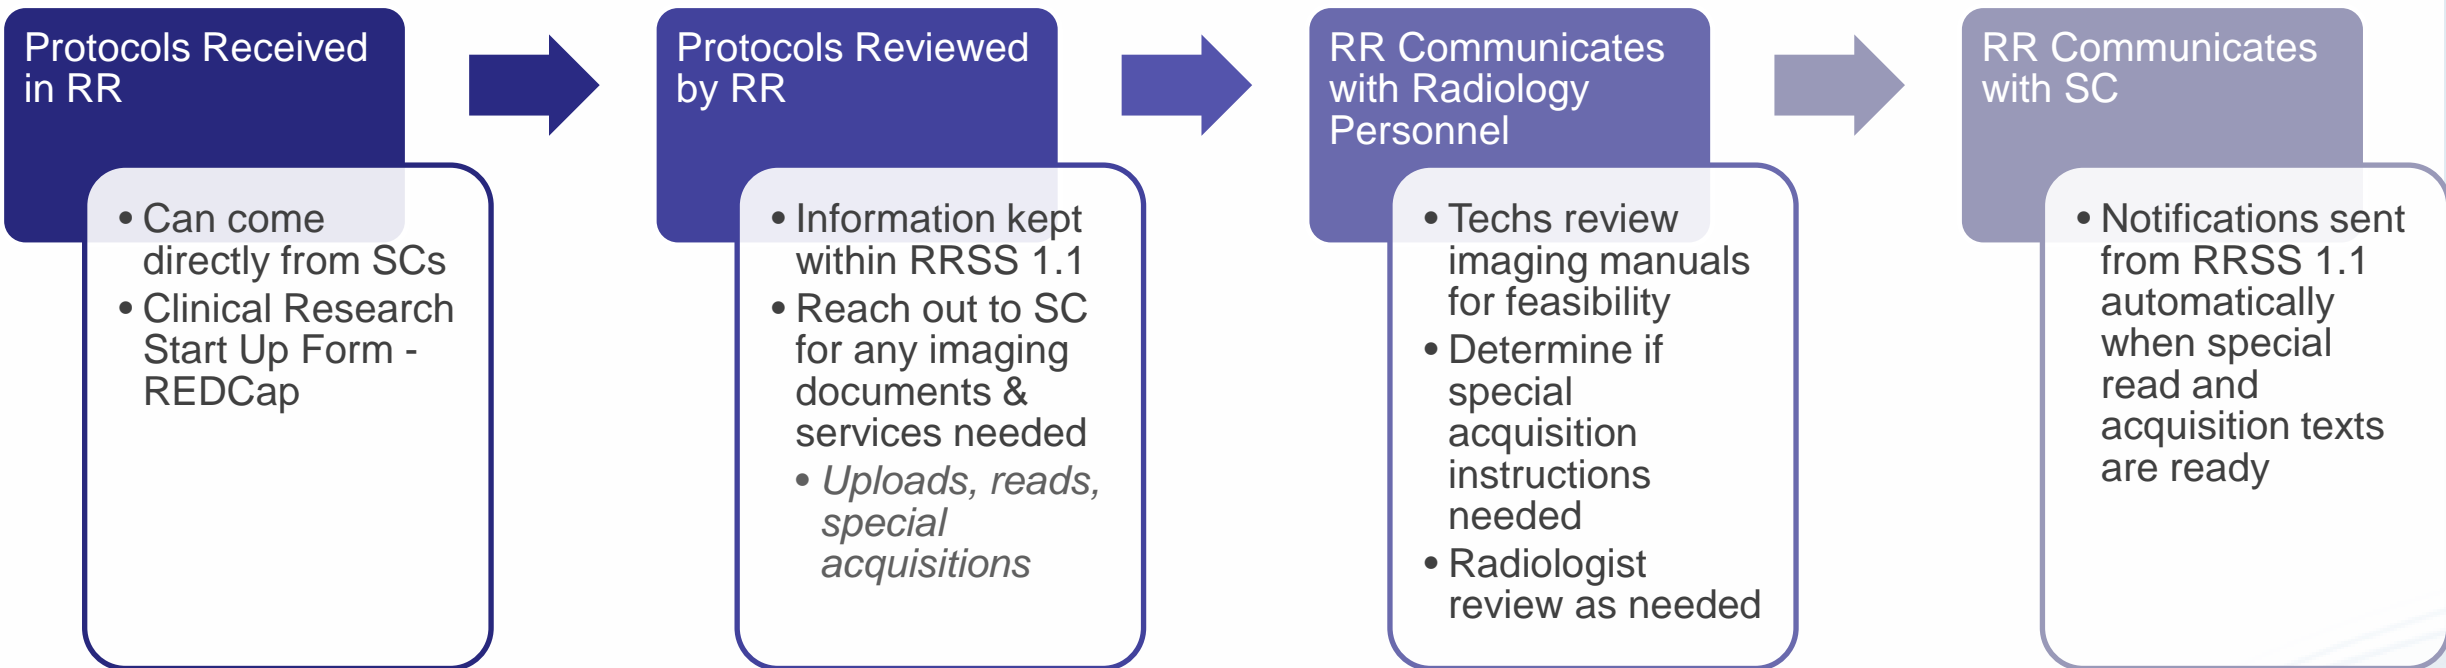 Protocols Received
in RR
• Can come
directly from SCs
• Clinical Research
Start Up Form -
REDCap
Protocols Reviewed
by RR
• Information kept
within RRSS 1.1
• Reach out to SC
for any imaging
documents &
services needed
• Uploads, reads,
special
acquisitions
RR Communicates
with Radiology
Personnel
• Techs review
imaging manuals
for feasibility
• Determine if
special
acquisition
instructions
needed
• Radiologist
review as needed
RR Communicates
with SC
• Notifications sent
from RRSS 1.1
automatically
when special
read and
acquisition texts
are ready